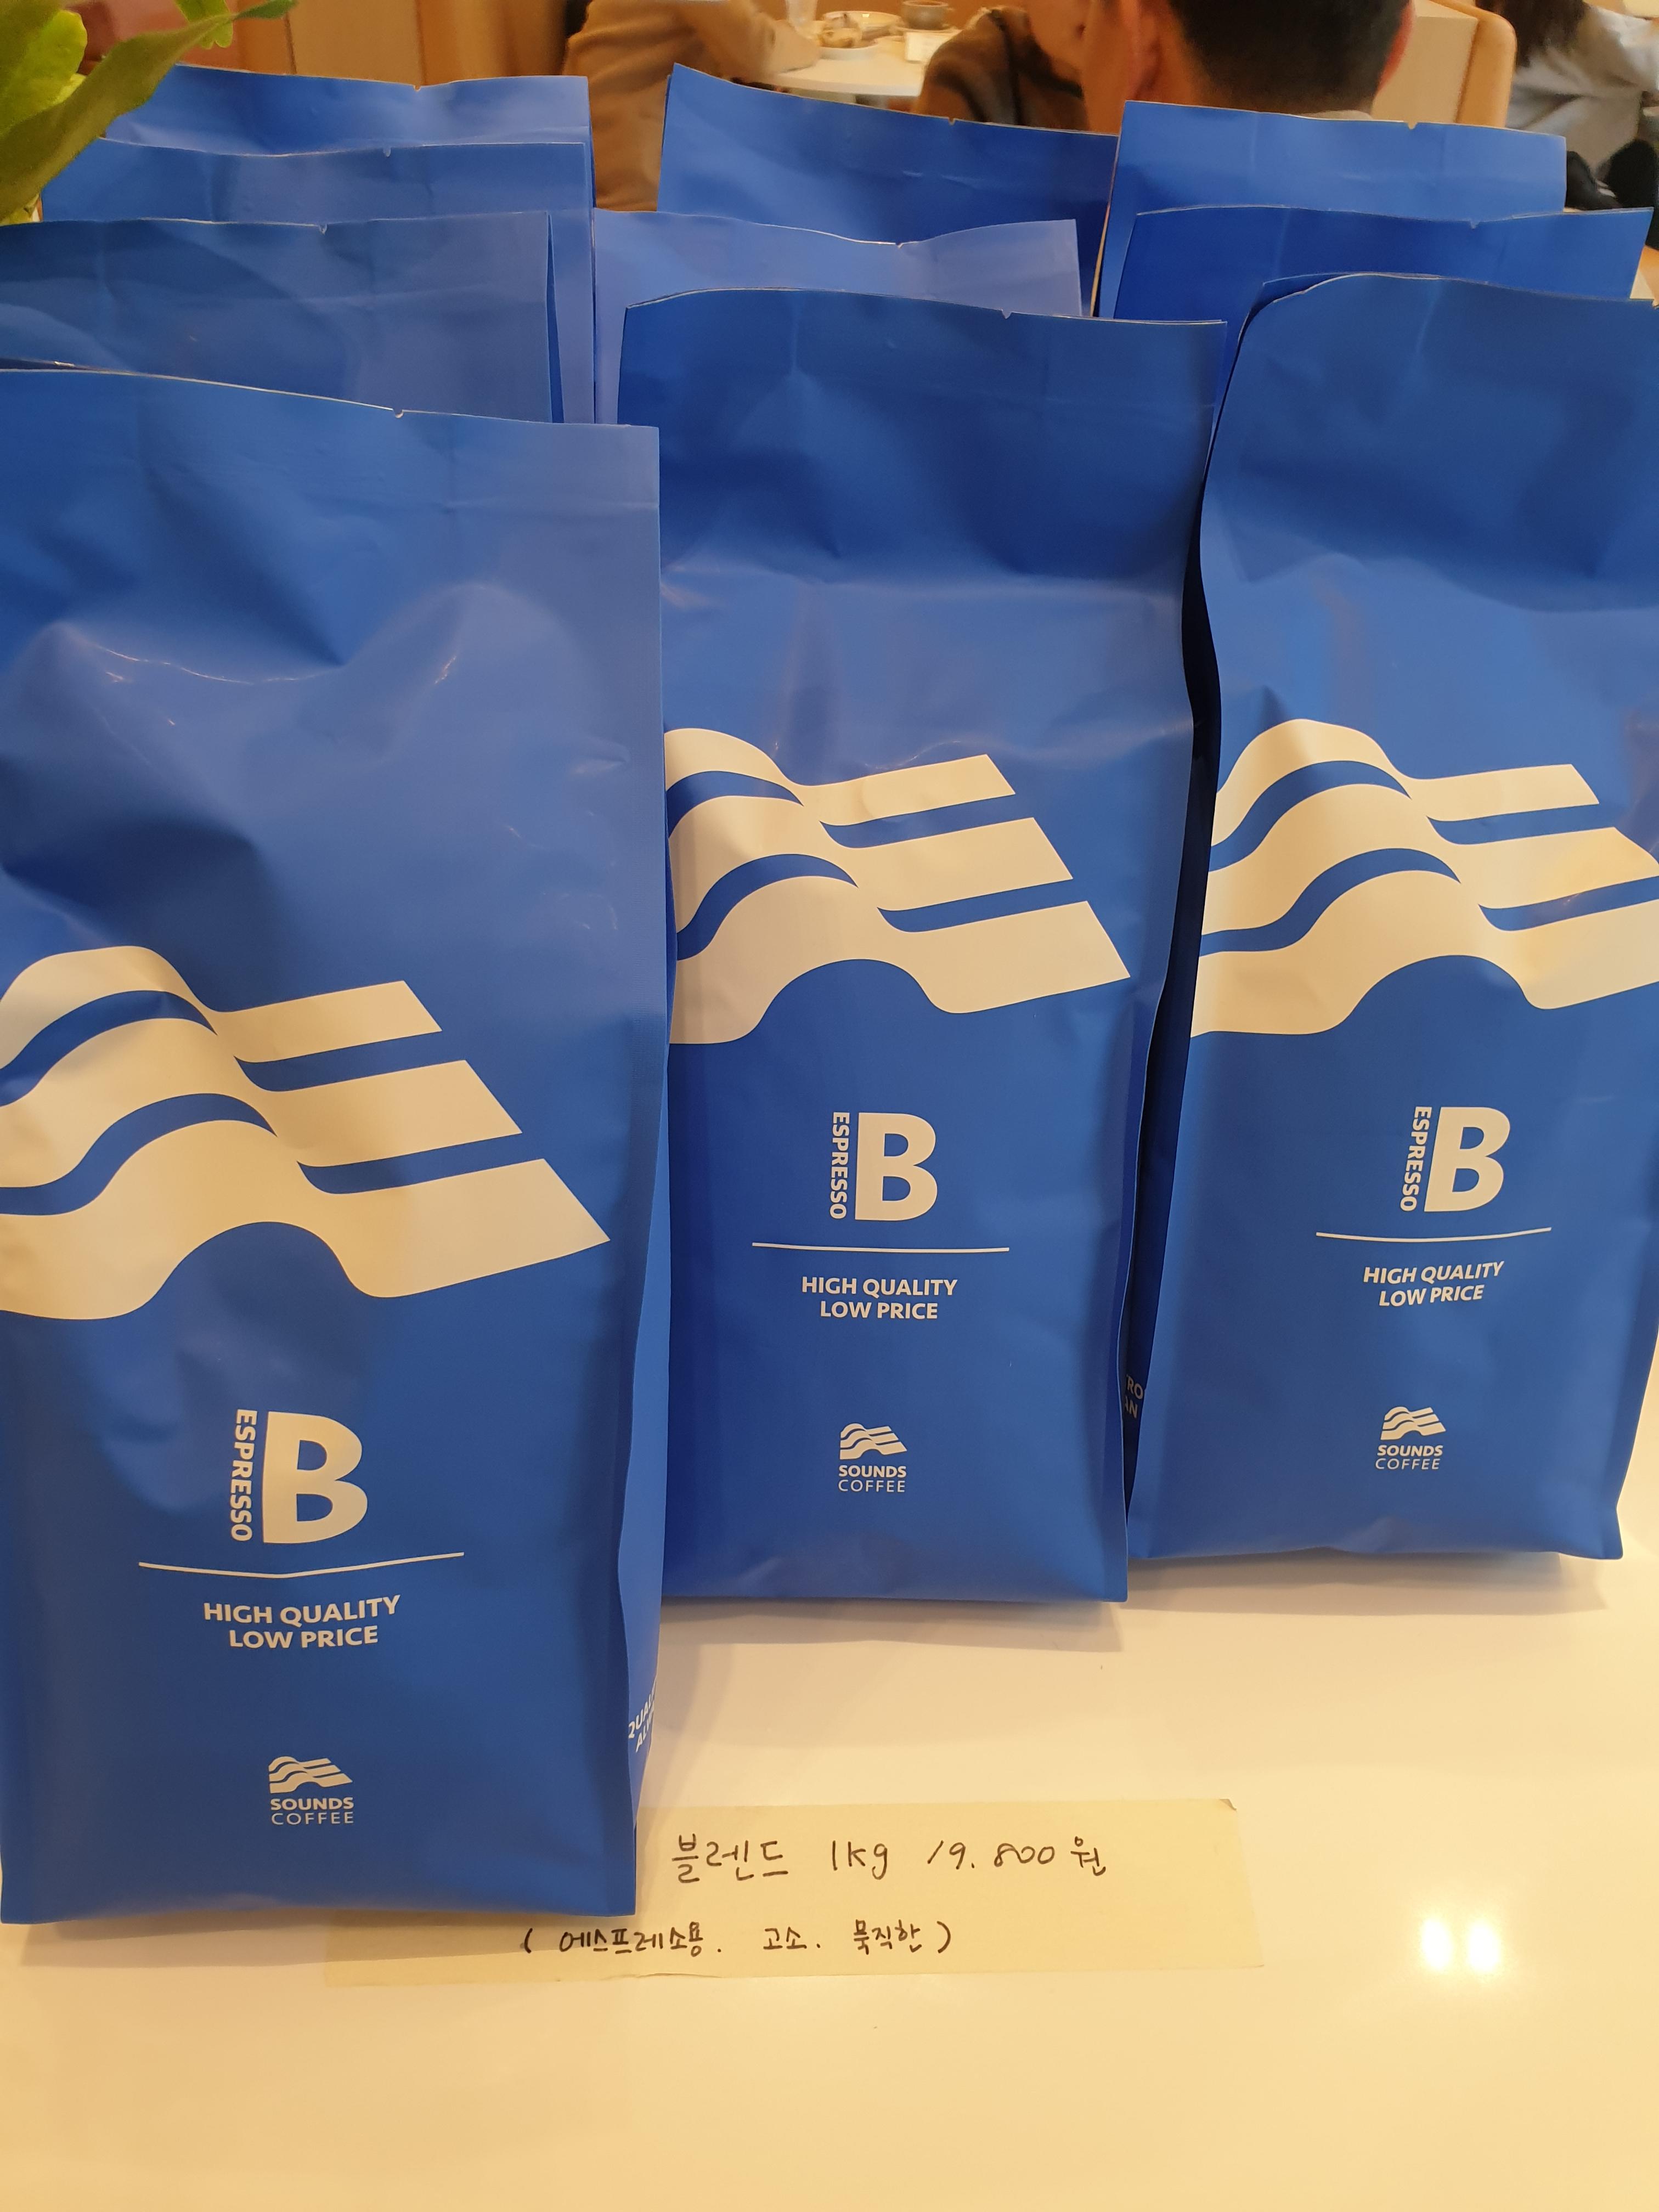 ESPRESSO B
HIGH QUALITY
LOW PRICE
SOUNDS
COFFEE
ESPRESSO B
HIGH QUALITY
LOW PRICE
SOUNDS
COFFEE
ESPRESSO B
HIGH QUALITY
LOW PRICE
SOUNDS
COFFEE
블렌드 1kg 19.800원
( 에스프레소용. 고소. 묵직한 )